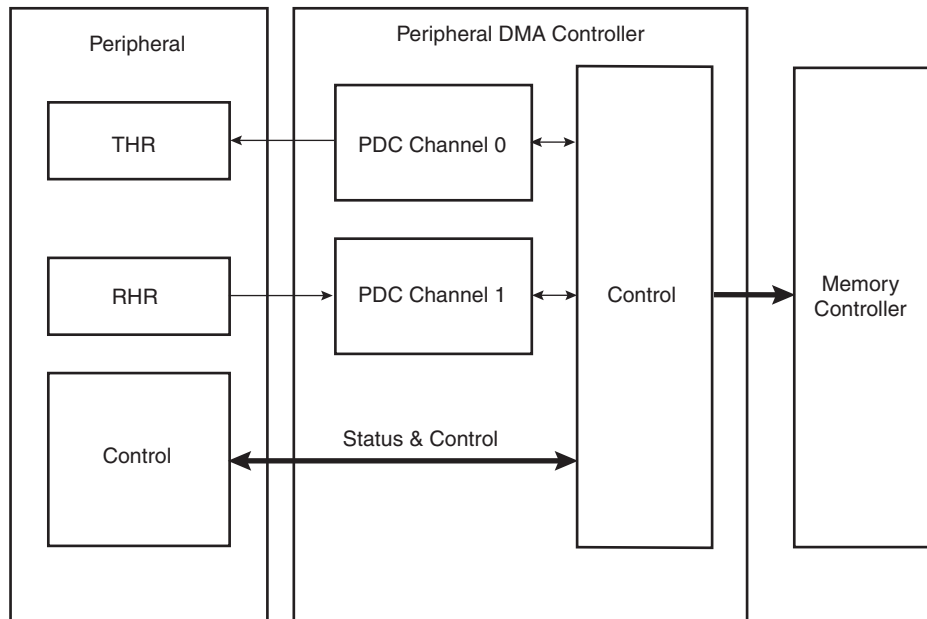 Peripheral
Peripheral DMA Controller
THR
PDC Channel 0
RHR
PDC Channel 1
Control
Memory
Controller
Status & Control
Control